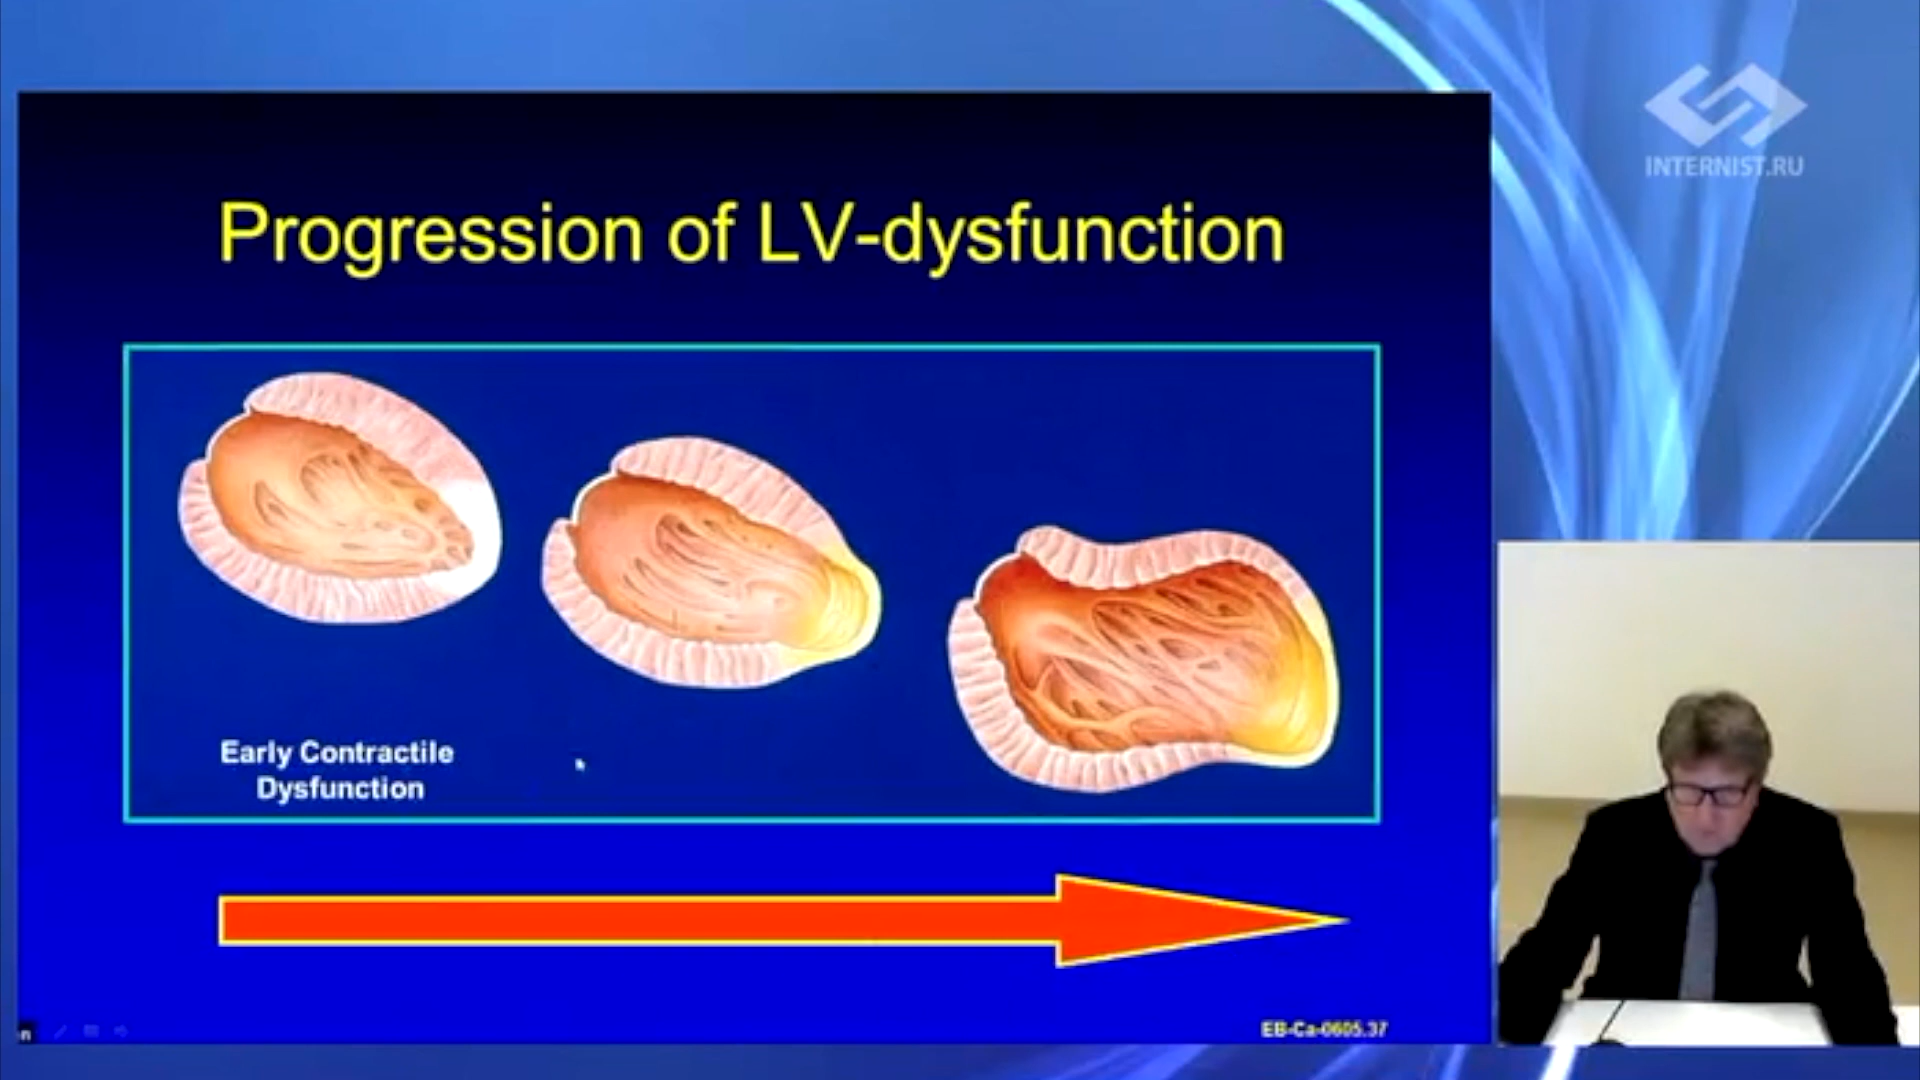 INTERNIST.RU
Progression of LV-dysfunction
Early Contractile
Dysfunction
EB-Ca-0605.37
n